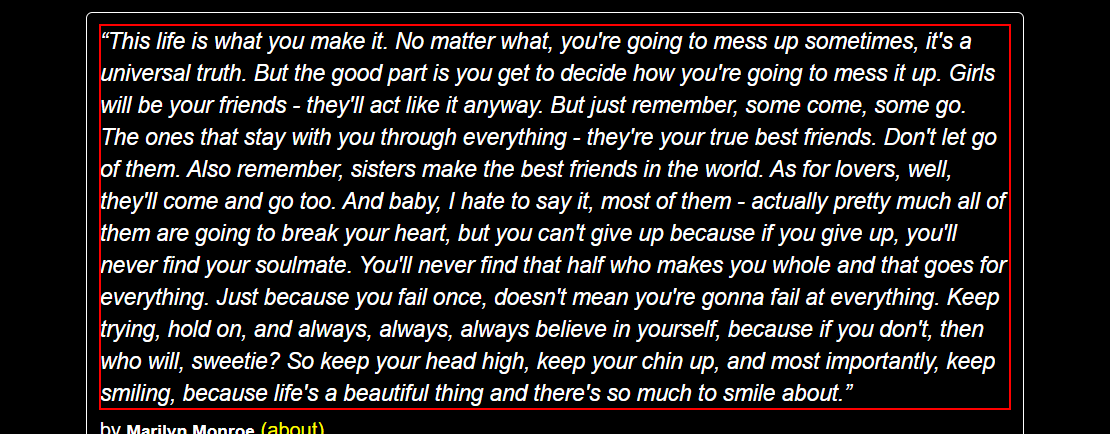 “This life is what you make it. No matter what, you're going to mess up sometimes, it's a
universal truth. But the good part is you get to decide how you're going to mess it up. Girls
will be your friends - they'll act like it anyway. But just remember, some come, some go.
The ones that stay with you through everything - they're your true best friends. Don't let go
of them. Also remember, sisters make the best friends in the world. As for lovers, well,
they'll come and go too. And baby, I hate to say it, most of them - actually pretty much all of
them are going to break your heart, but you can't give up because if you give up, you'll
never find your soulmate. You'll never find that half who makes you whole and that goes for
everything. Just because you fail once, doesn't mean you're gonna fail at everything. Keep
trying, hold on, and always, always, always believe in yourself, because if you don't, then
who will, sweetie? So keep your head high, keep your chin up, and most importantly, keep
smiling, because life's a beautiful thing and there's so much to smile about.”
by Marilyn Monroe (about)